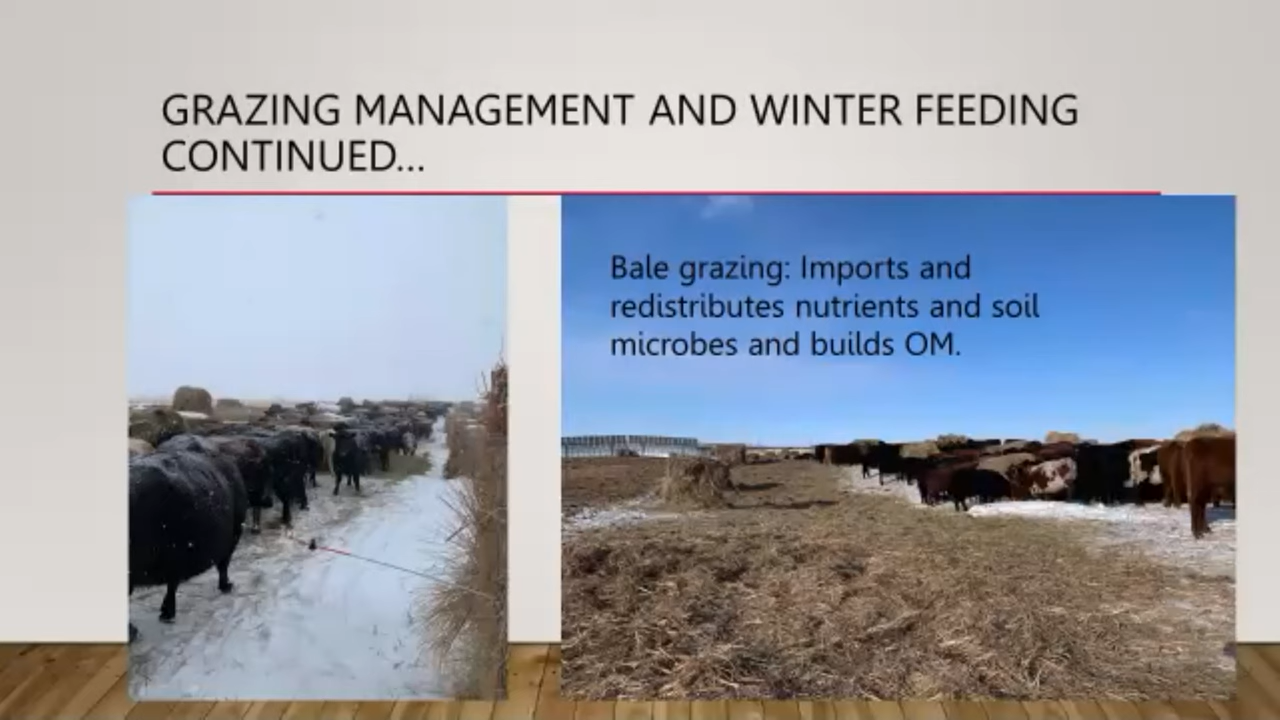 GRAZING MANAGEMENT AND WINTER FEEDING
CONTINUED...
Bale grazing: Imports and
redistributes nutrients and soil
microbes and builds OM.